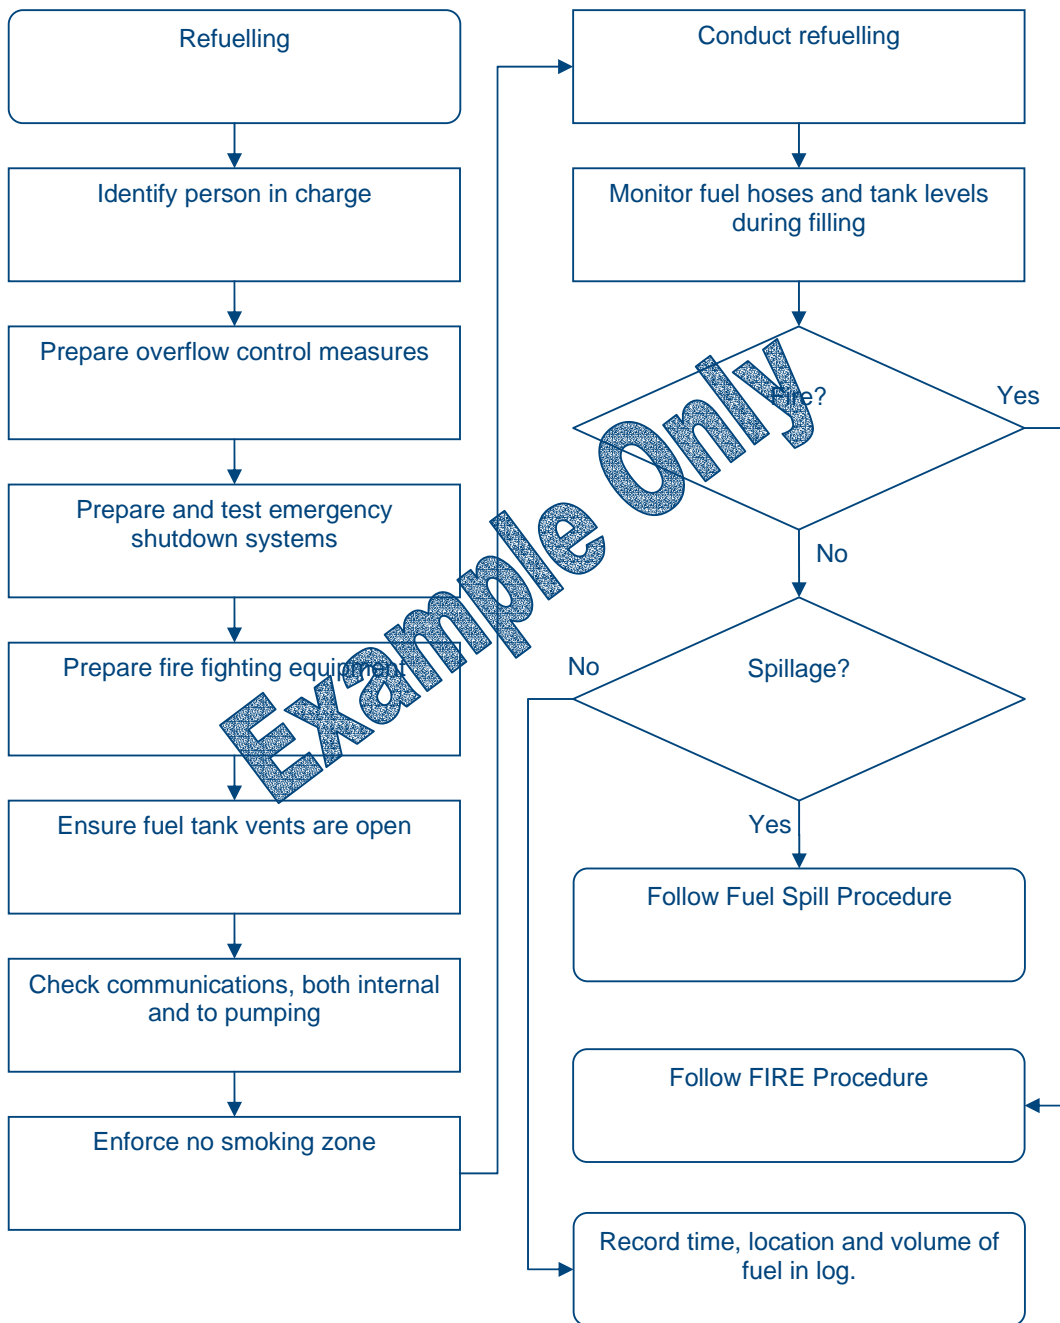 Refuelling
Identify person in charge
Prepare overflow control measures
Prepare and test emergency
shutdown systems
Prepare fire fighting equipment
Ensure fuel tank vents are open
Check communications, both internal
and to pumping
Enforce no smoking zone
Conduct refuelling
Monitor fuel hoses and tank levels
during filling
Fire?
Yes
No
Spillage?
No
Yes
Follow Fuel Spill Procedure
Follow FIRE Procedure
Record time, location and volume of
fuel in log.
Example Only